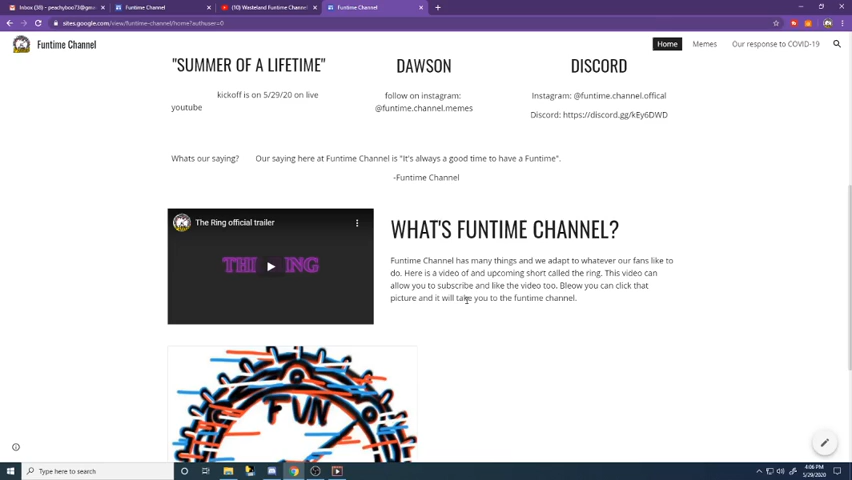 Inbox (18) - peachyboo73@gma
Funtime Channel
(10) Wasteland Funtime Channel
Funtime Channel
sites.google.com/view/funtime-channel/home?authuser=0
Funtime Channel
Home
Memes
Our response to COVID-19
"SUMMER OF A LIFETIME"
DAWSON
DISCORD
kickoff is on 5/29/20 on live
youtube
follow on instagram:
@funtime.channel.memes
Instagram: @funtime.channel.offical
Discord: https://discord.gg/kEy6DWD
Whats our saying? Our saying here at Funtime Channel is "It's always a good time to have a Funtime".
-Funtime Channel
The Ring official trailer
WHAT'S FUNTIME CHANNEL?
Funtime Channel has many things and we adapt to whatever our fans like to
do. Here is a video of and upcoming short called the ring. This video can
allow you to subscribe and like the video too. Bleow you can click that
picture and it will take you to the funtime channel.
FUN
Type here to search
4:06 PM
5/29/2020